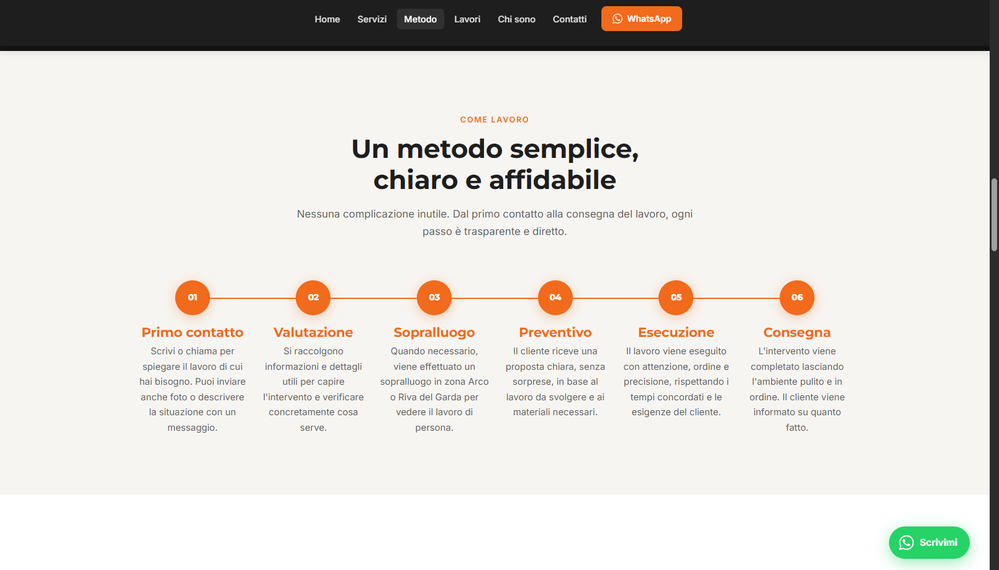 Home
Servizi
Metodo
Lavori
Chi sono
Contatti
WhatsApp
COME LAVORO
Un metodo semplice,
chiaro e affidabile
Nessuna complicazione inutile. Dal primo contatto alla consegna del lavoro, ogni
passo è trasparente e diretto.
01
Primo contatto
Scrivi o chiama per
spiegare il lavoro di cui
hai bisogno. Puoi inviare
anche foto o descrivere
la situazione con un
messaggio.
02
Valutazione
Si raccolgono
informazioni e dettagli
utili per capire
l'intervento e verificare
concretamente cosa
serve.
03
Sopralluogo
Quando necessario,
viene effettuato un
sopralluogo in zona Arco
o Riva del Garda per
vedere il lavoro di
persona.
04
Preventivo
Il cliente riceve una
proposta chiara, senza
sorprese, in base al
lavoro da svolgere e ai
materiali necessari.
05
Esecuzione
Il lavoro viene eseguito
con attenzione, ordine e
precisione, rispettando i
tempi concordati e le
esigenze del cliente.
06
Consegna
L'intervento viene
completato lasciando
l'ambiente pulito e in
ordine. Il cliente viene
informato su quanto
fatto.
Scrivimi